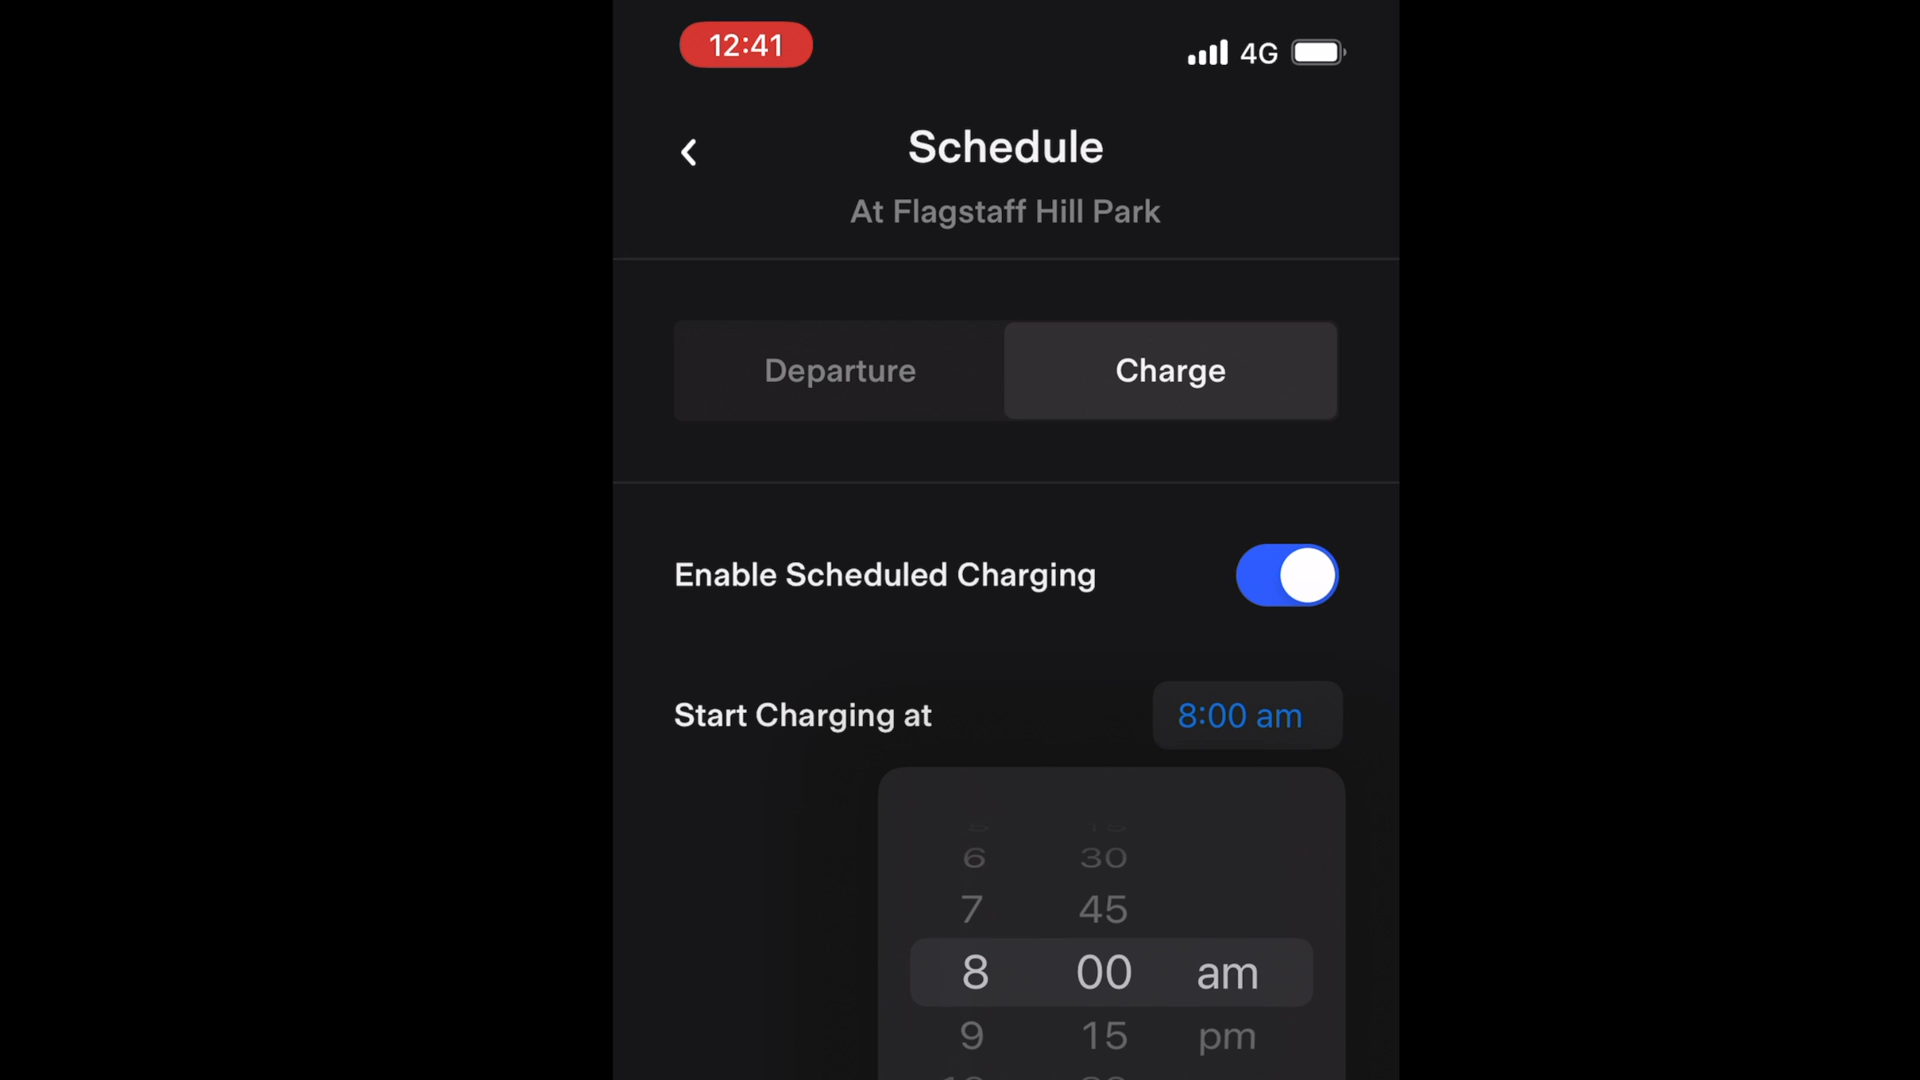 12:41
4G
Schedule
At Flagstaff Hill Park
Departure
Charge
Enable Scheduled Charging
Start Charging at
8:00 am
6 30
7 45
8 00 am
9 15 pm